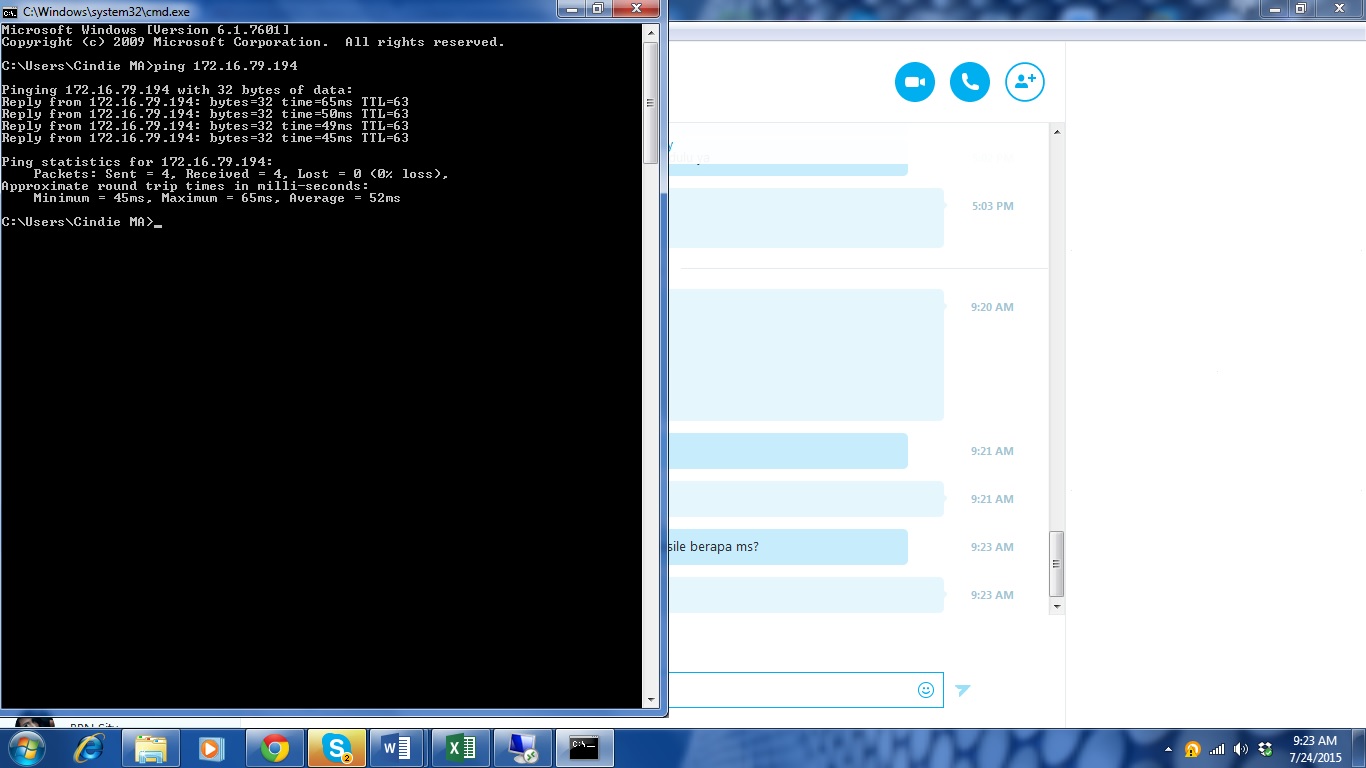 C:\Windows\system32\cmd.exe
Microsoft Windows [Version 6.1.7601]
Copyright (c) 2009 Microsoft Corporation.  All rights reserved.
C:\Users\Cindie MA>ping 172.16.79.194
Pinging 172.16.79.194 with 32 bytes of data:
Reply from 172.16.79.194: bytes=32 time=65ms TTL=63
Reply from 172.16.79.194: bytes=32 time=50ms TTL=63
Reply from 172.16.79.194: bytes=32 time=49ms TTL=63
Reply from 172.16.79.194: bytes=32 time=45ms TTL=63
Ping statistics for 172.16.79.194:
Packets: Sent = 4, Received = 4, Lost = 0 (0% loss),
Approximate round trip times in milli-seconds:
Minimum = 45ms, Maximum = 65ms, Average = 52ms
C:\Users\Cindie MA>_
5:03 PM
9:20 AM
9:21 AM
9:21 AM
sile berapa ms?
9:23 AM
9:23 AM
2
9:23 AM
7/24/2015